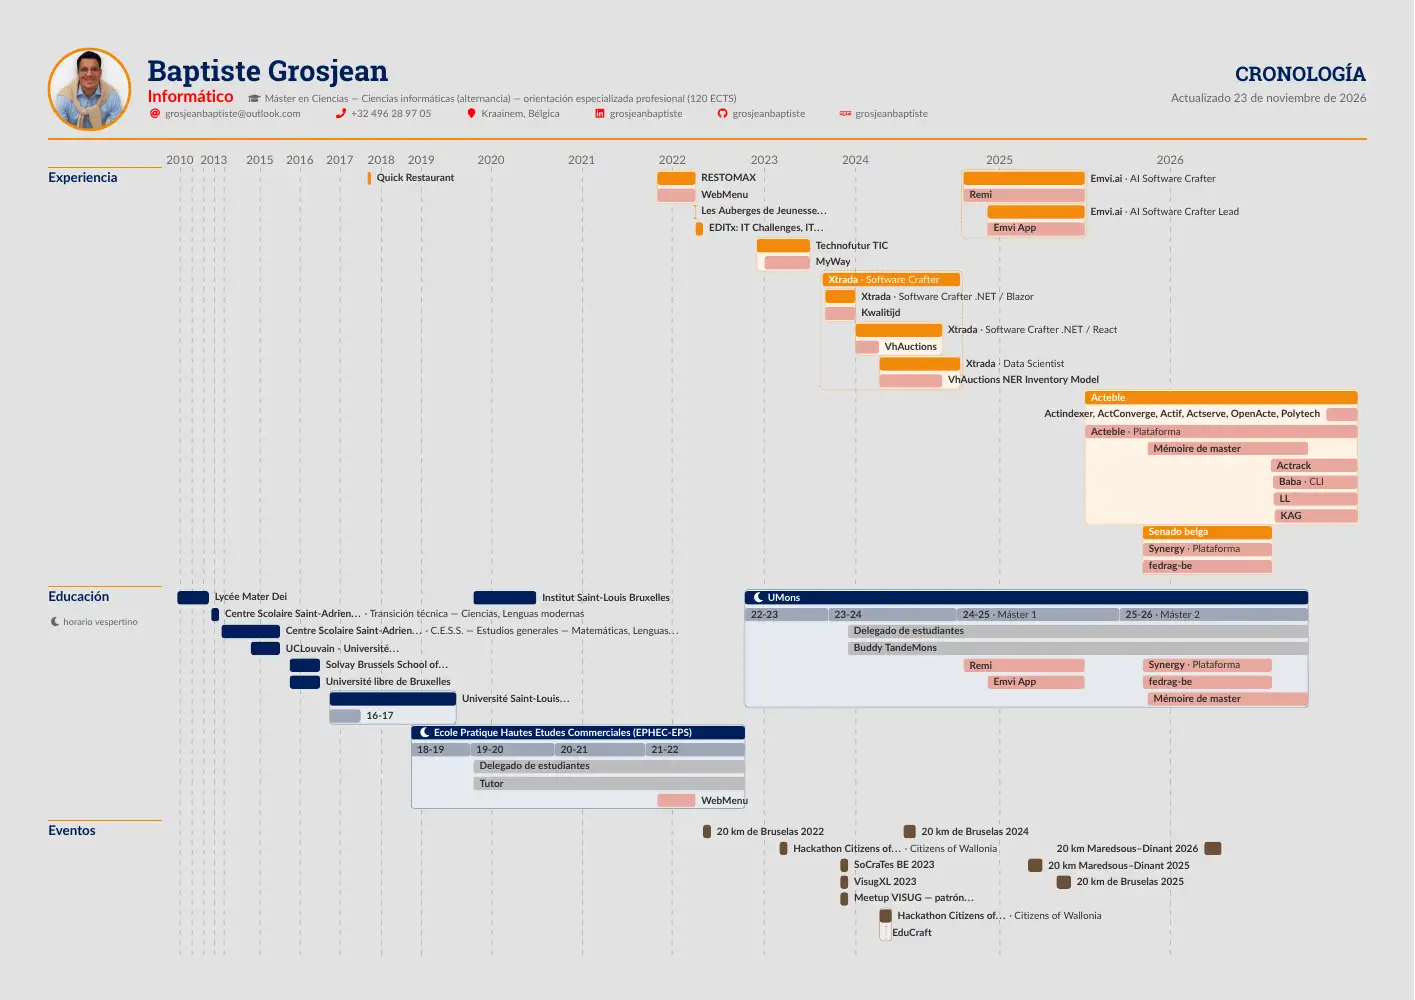 Baptiste Grosjean
CRONOLOGÍA
Informático Máster en Ciencias — Ciencias informáticas (alternancia) — orientación especializada profesional (120 ECTS)
Actualizado 23 de noviembre de 2026
grosjeanbaptiste@outlook.com +32 496 28 97 05 Kraainem, Bélgica grosjeanbaptiste grosjeanbaptiste grosjeanbaptiste
2010 2013 2015 2016 2017 2018 2019 2020 2021 2022 2023 2024 2025 2026
Experiencia
Quick Restaurant
RESTOMAX
Emvi.ai · AI Software Crafter
WebMenu
Remi
Les Auberges de Jeunesse…
Emvi.ai · AI Software Crafter Lead
EDITx: IT Challenges, IT…
Emvi App
Technofutur TIC
MyWay
Xtrada · Software Crafter
Xtrada · Software Crafter .NET / Blazor
Kwalitijd
Xtrada · Software Crafter .NET / React
VhAuctions
Xtrada · Data Scientist
VhAuctions NER Inventory Model
Acteble
Actindexer, ActConverge, Actif, Actserve, OpenActe, Polytech
Acteble · Plataforma
Mémoire de master
Actrack
Baba · CLI
LL
KAG
Senado belga
Synergy · Plataforma
fedrag-be
Educación
horario vespertino
Lycée Mater Dei
Institut Saint-Louis Bruxelles
UMons
Centre Scolaire Saint-Adrien… · Transición técnica — Ciencias, Lenguas modernas
22-23 23-24 24-25 · Máster 1 25-26 · Máster 2
Centre Scolaire Saint-Adrien… · C.E.S.S. — Estudios generales — Matemáticas, Lenguas…
Delegado de estudiantes
UCLouvain - Université…
Buddy TandeMons
Solvay Brussels School of…
Remi
Synergy · Plataforma
Université libre de Bruxelles
Emvi App
fedrag-be
Université Saint-Louis…
Mémoire de master
16-17
Ecole Pratique Hautes Etudes Commerciales (EPHEC-EPS)
18-19 19-20 20-21 21-22
Delegado de estudiantes
Tutor
WebMenu
Eventos
20 km de Bruselas 2022
20 km de Bruselas 2024
Hackathon Citizens of… · Citizens of Wallonia
20 km Maredsous–Dinant 2026
SoCraTes BE 2023
20 km Maredsous–Dinant 2025
VisugXL 2023
20 km de Bruselas 2025
Meetup VISUG — patrón…
Hackathon Citizens of… · Citizens of Wallonia
EduCraft